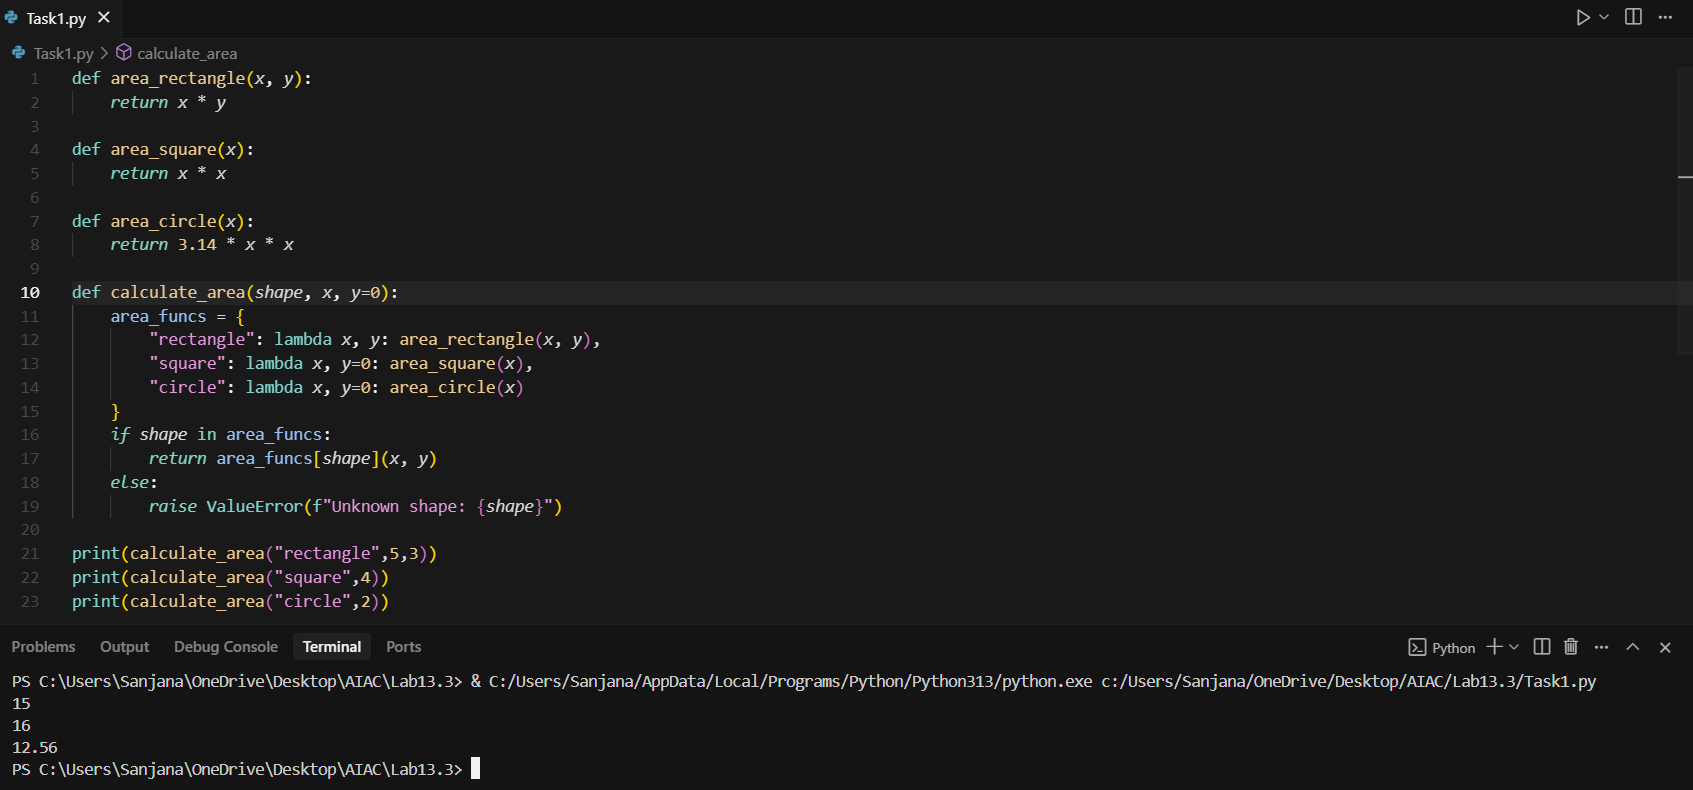 Task1.py
Task1.py > calculate_area
1 def area_rectangle(x, y):
2     return x * y
3
4 def area_square(x):
5     return x * x
6
7 def area_circle(x):
8     return 3.14 * x * x
9
10 def calculate_area(shape, x, y=0):
11     area_funcs = {
12         "rectangle": lambda x, y: area_rectangle(x, y),
13         "square": lambda x, y=0: area_square(x),
14         "circle": lambda x, y=0: area_circle(x)
15     }
16     if shape in area_funcs:
17         return area_funcs[shape](x, y)
18     else:
19         raise ValueError(f"Unknown shape: {shape}")
20
21 print(calculate_area("rectangle",5,3))
22 print(calculate_area("square",4))
23 print(calculate_area("circle",2))
Problems Output Debug Console Terminal Ports Python
PS C:\Users\Sanjana\OneDrive\Desktop\AIAC\Lab13.3> & C:/Users/Sanjana/AppData/Local/Programs/Python/Python313/python.exe c:/Users/Sanjana/OneDrive/Desktop/AIAC/Lab13.3/Task1.py
15
16
12.56
PS C:\Users\Sanjana\OneDrive\Desktop\AIAC\Lab13.3>